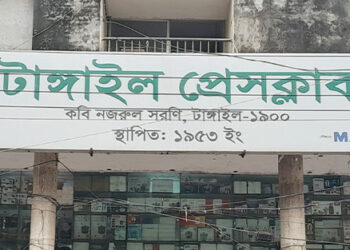 টাঙ্গাইল প্রেসক্লাব
কবি নজরুল সরণি, টাঙ্গাইল-১৯০০
স্থাপিত: ১৯৫৩ ইং